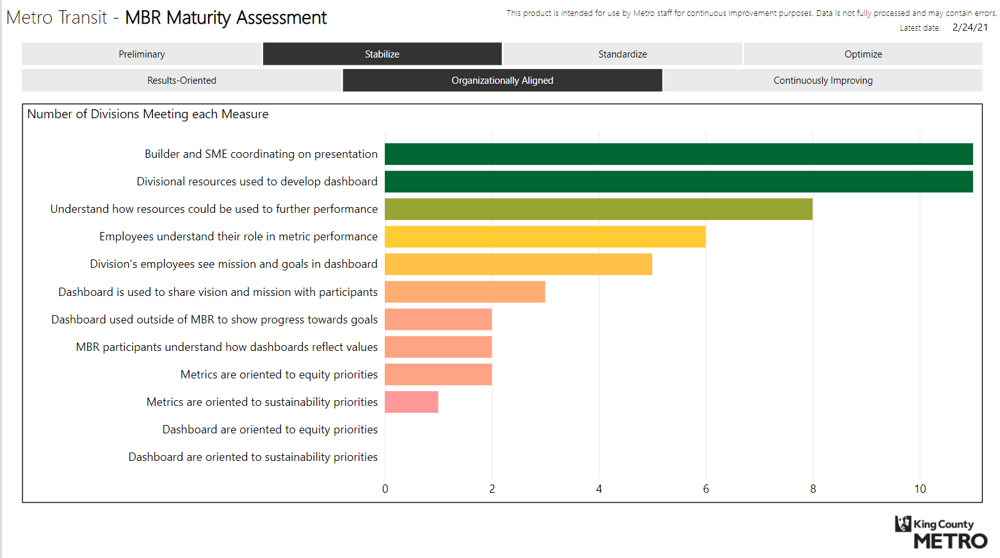 Metro Transit - MBR Maturity Assessment
This product is intended for use by Metro staff for continuous improvement purposes. Data is not fully processed and may contain errors.
Latest date: 2/24/21
Preliminary
Stabilize
Standardize
Optimize
Results-Oriented
Organizationally Aligned
Continuously Improving
Number of Divisions Meeting each Measure
Builder and SME coordinating on presentation
Divisional resources used to develop dashboard
Understand how resources could be used to further performance
Employees understand their role in metric performance
Division's employees see mission and goals in dashboard
Dashboard is used to share vision and mission with participants
Dashboard used outside of MBR to show progress towards goals
MBR participants understand how dashboards reflect values
Metrics are oriented to equity priorities
Metrics are oriented to sustainability priorities
Dashboard are oriented to equity priorities
Dashboard are oriented to sustainability priorities
0 2 4 6 8 10
King County
METRO